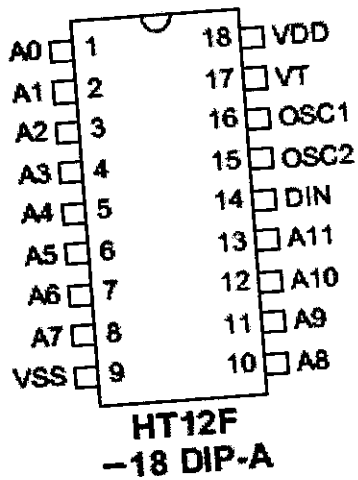 A0 1 18 VDD
A1 2 17 VT
A2 3 16 OSC1
A3 4 15 OSC2
A4 5 14 DIN
A5 6 13 A11
A6 7 12 A10
A7 8 11 A9
VSS 9 10 A8
HT12F
–18 DIP-A